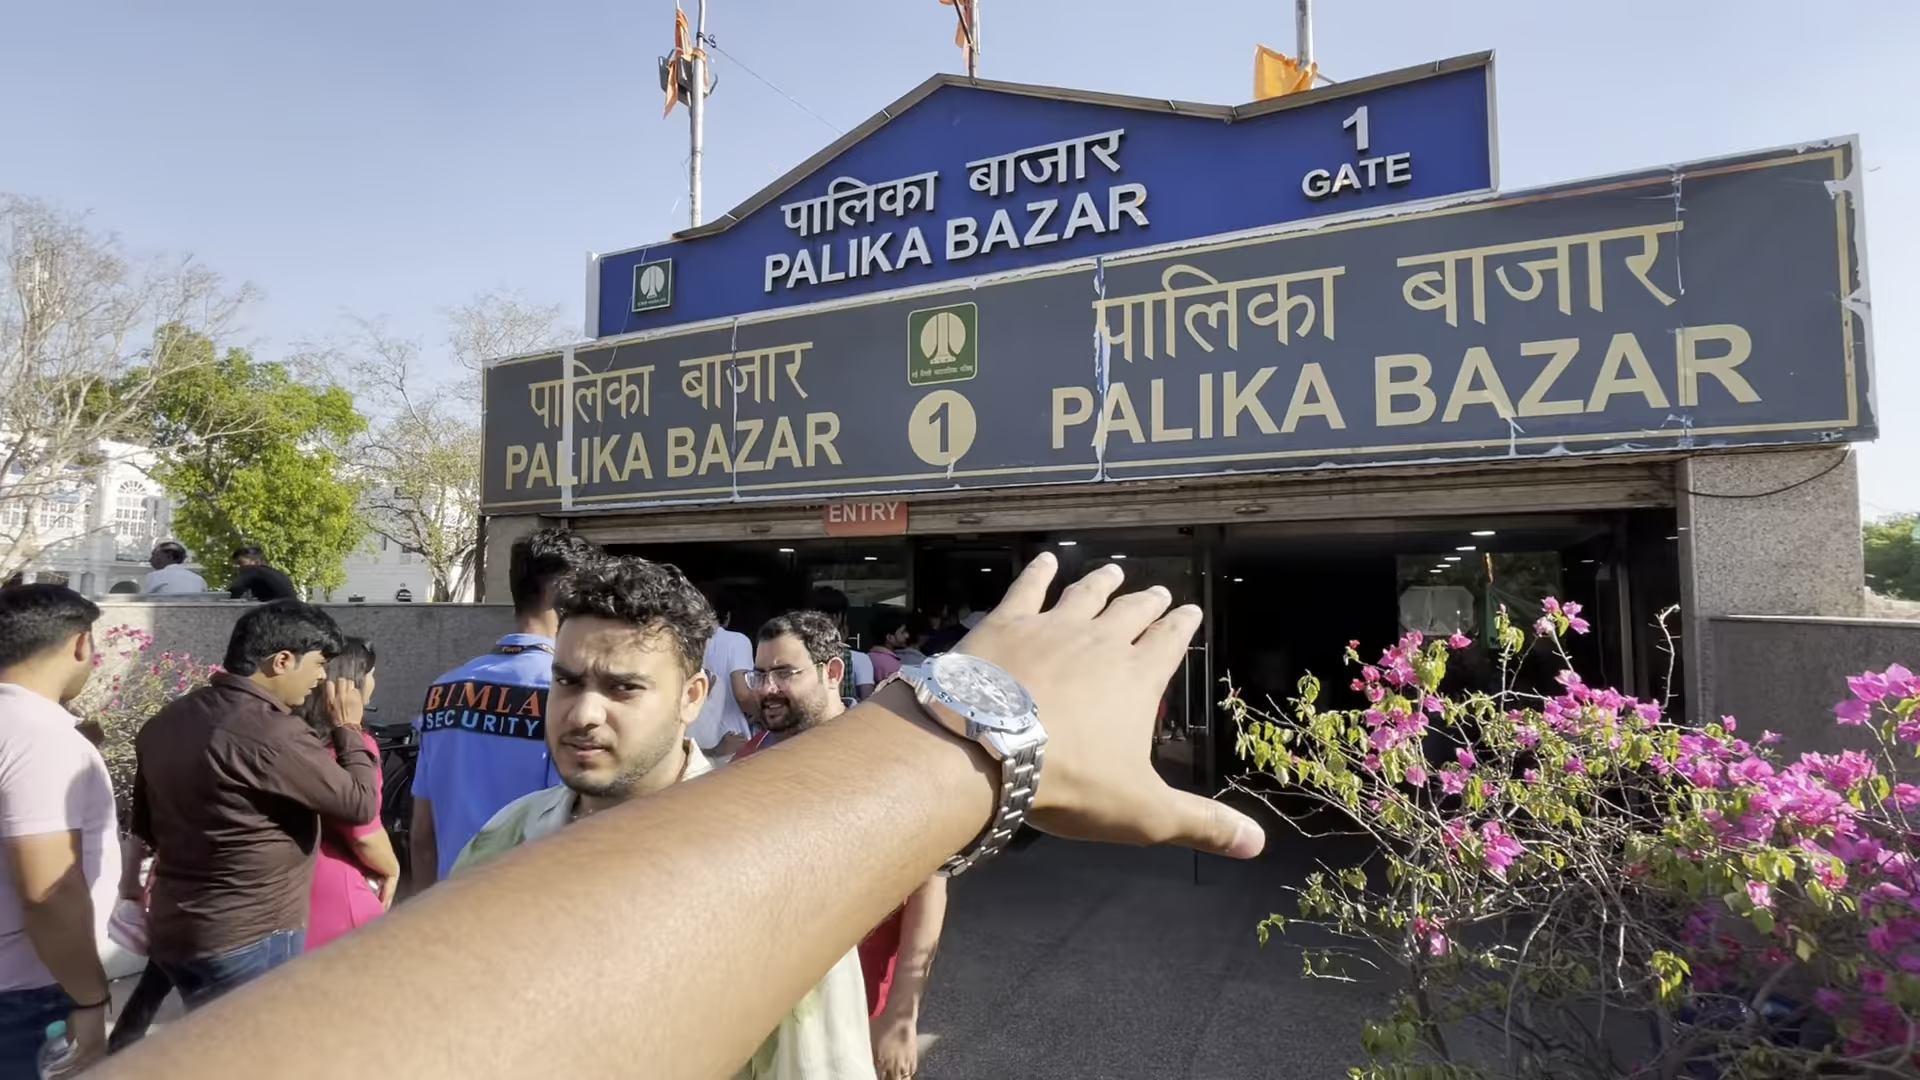 पालिका बाजार
PALIKA BAZAR
1
GATE
पालिका बाजार
PALIKA BAZAR
1
पालिका बाजार
PALIKA BAZAR
ENTRY
BIMLA
SECURITY